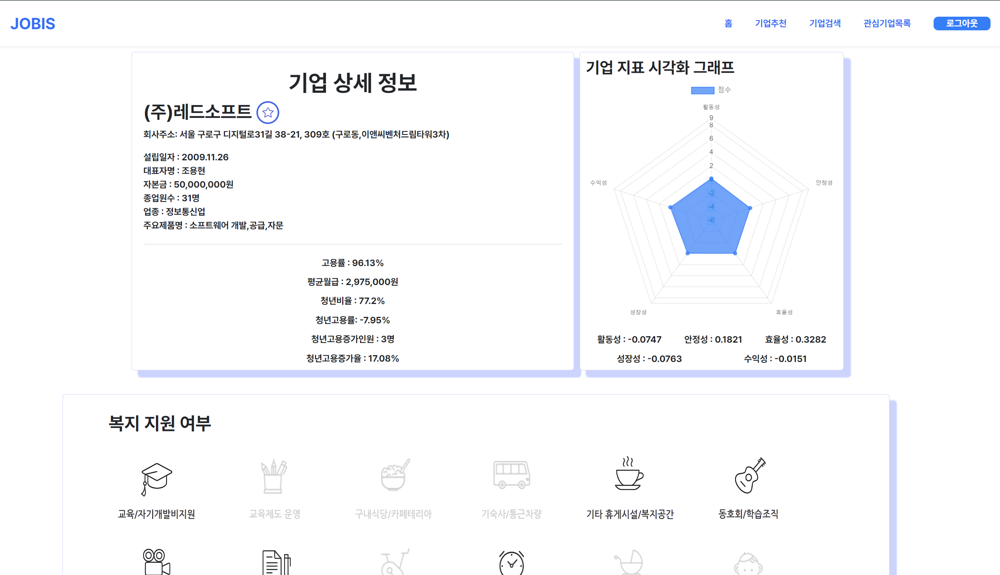 JOBIS
홈 기업추천 기업검색 관심기업목록 로그아웃
기업 상세 정보
(주)레드소프트
회사주소: 서울 구로구 디지털로31길 38-21, 309호 (구로동,이앤씨벤처드림타워3차)
설립일자 : 2009.11.26
대표자명 : 조용현
자본금 : 50,000,000원
종업원수 : 31명
업종 : 정보통신업
주요제품명 : 소프트웨어 개발,공급,자문
고용률 : 96.13%
평균월급 : 2,975,000원
청년비율 : 77.2%
청년고용률: -7.95%
청년고용증가인원 : 3명
청년고용증가율 : 17.08%
기업 지표 시각화 그래프
점수
활동성
9
8
6
4
2
-2
-4
-6
수익성
안정성
성장성
효율성
활동성 : -0.0747 안정성 : 0.1821 효율성 : 0.3282
성장성 : -0.0763 수익성 : -0.0151
복지 지원 여부
교육/자기개발비지원 교육제도 운영 구내식당/카페테리아 기숙사/통근차량 기타 휴게시설/복지공간 동호회/학습조직